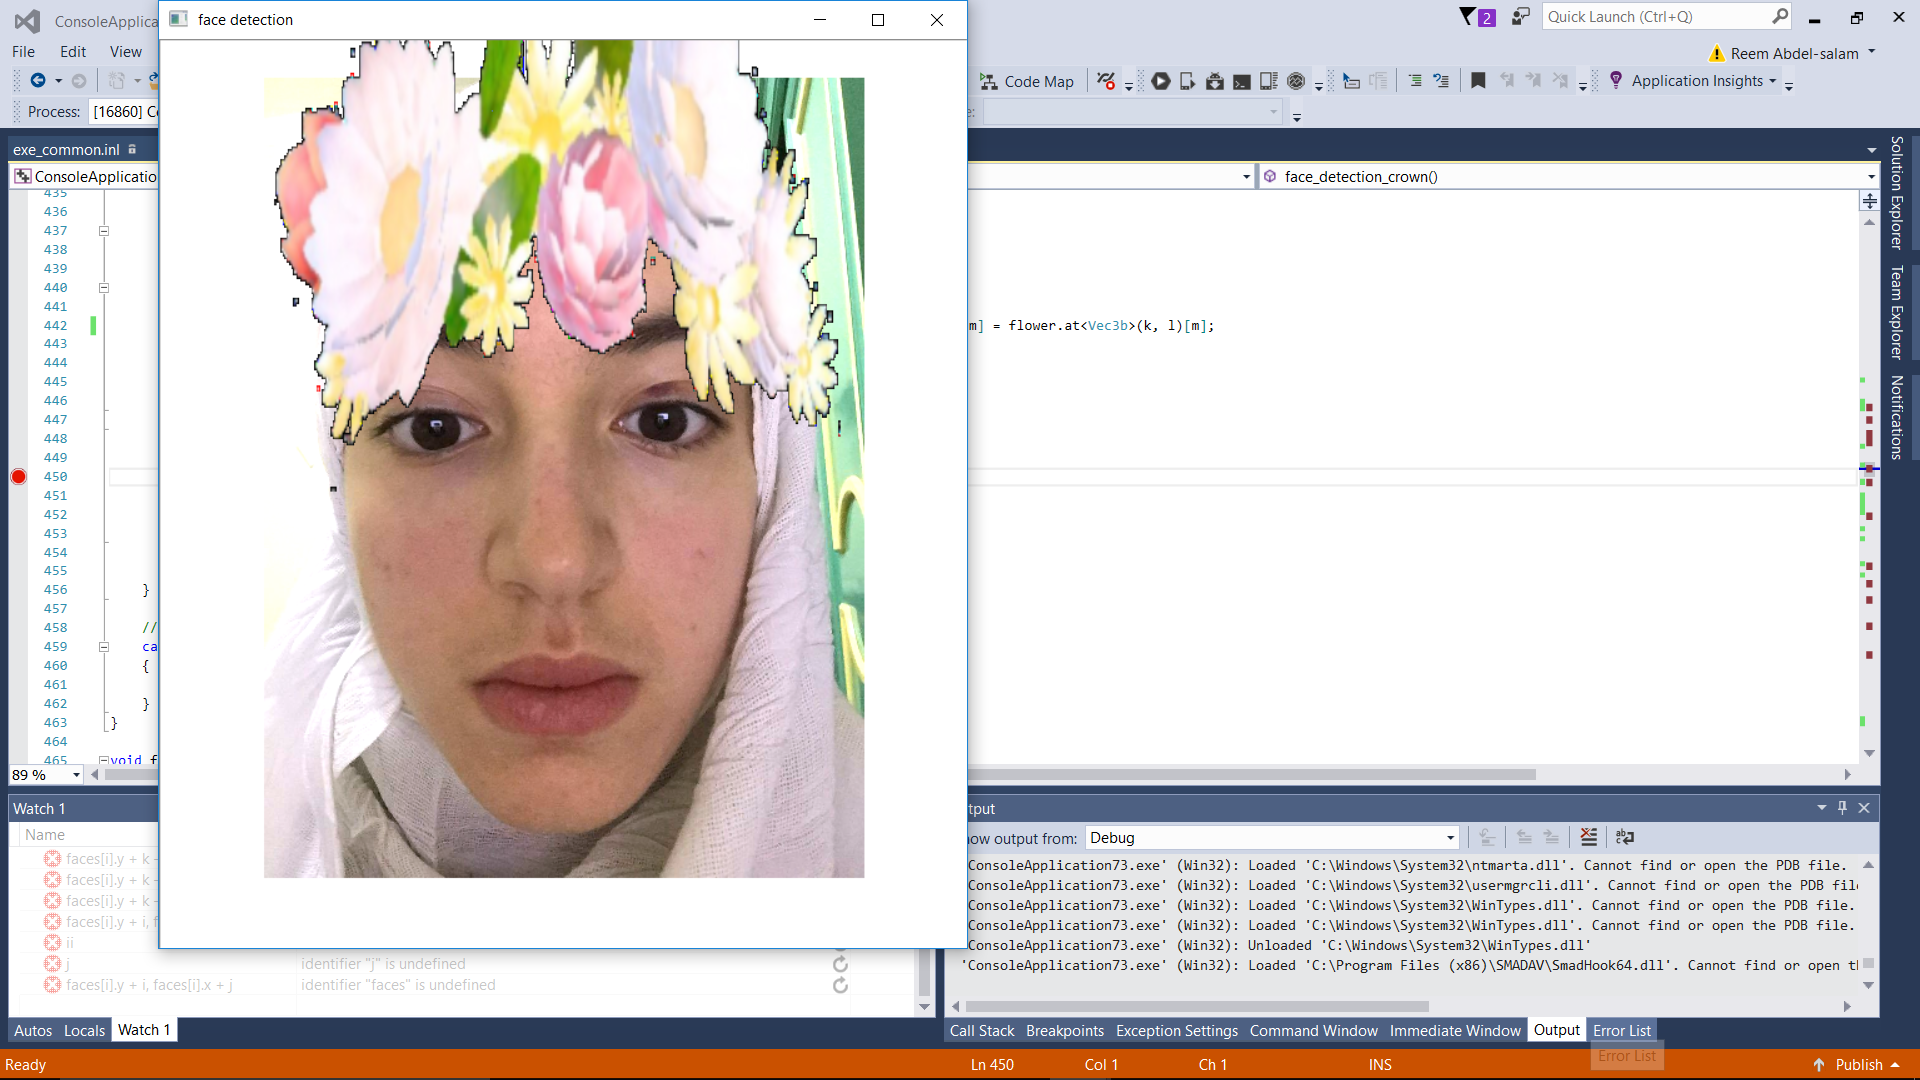 ConsoleApplica
face detection
2
Quick Launch (Ctrl+Q)
File Edit View
Reem Abdel-salam
Code Map
Application Insights
Process: [16860] Co
exe_common.inl
ConsoleApplicatio
face_detection_crown()
435
436
437
438
439
440
441
442 m] = flower.at<Vec3b>(k, l)[m];
443
444
445
446
447
448
449
450
451
452
453
454
455
456 }
457
458 //
459 ca
460 {
461
462 }
463 }
464
465 void f
89 %
Solution Explorer
Team Explorer
Notifications
Watch 1
Name
faces[i].y + k -
faces[i].y + k -
faces[i].y + k -
faces[i].y + i, f
ii
j identifier "j" is undefined
faces[i].y + i, faces[i].x + j identifier "faces" is undefined
Autos Locals Watch 1
tput
how output from: Debug
'ConsoleApplication73.exe' (Win32): Loaded 'C:\Windows\System32\ntmarta.dll'. Cannot find or open the PDB file.
'ConsoleApplication73.exe' (Win32): Loaded 'C:\Windows\System32\usermgrcli.dll'. Cannot find or open the PDB file
'ConsoleApplication73.exe' (Win32): Loaded 'C:\Windows\System32\WinTypes.dll'. Cannot find or open the PDB file.
'ConsoleApplication73.exe' (Win32): Loaded 'C:\Windows\System32\WinTypes.dll'. Cannot find or open the PDB file.
'ConsoleApplication73.exe' (Win32): Unloaded 'C:\Windows\System32\WinTypes.dll'
'ConsoleApplication73.exe' (Win32): Loaded 'C:\Program Files (x86)\SMADAV\SmadHook64.dll'. Cannot find or open th
Call Stack Breakpoints Exception Settings Command Window Immediate Window Output Error List
Error List
Ready Ln 450 Col 1 Ch 1 INS Publish